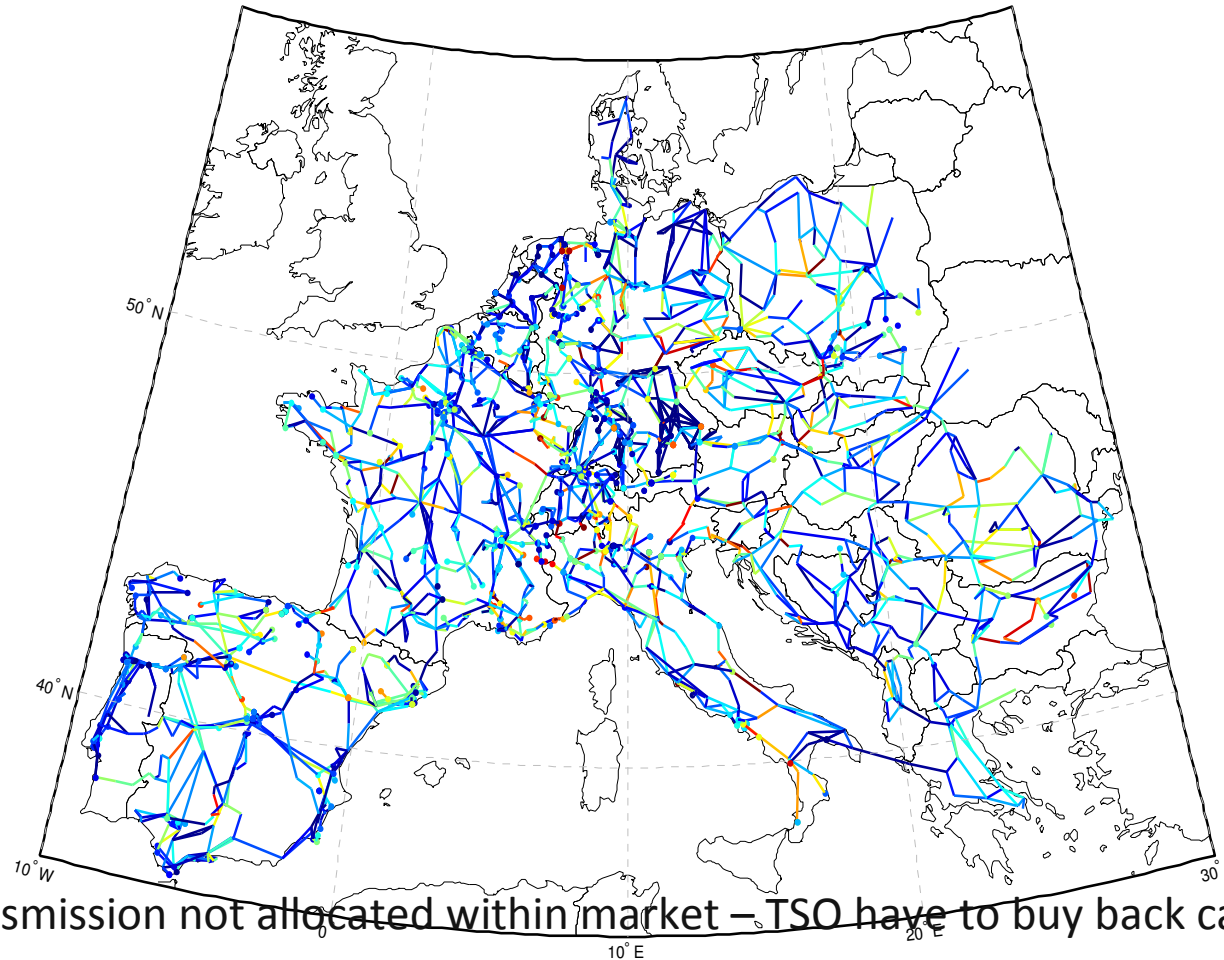 50° N
40° N
10° W
0
10° E
20° E
30
smission not allocated within market – TSO have to buy back ca